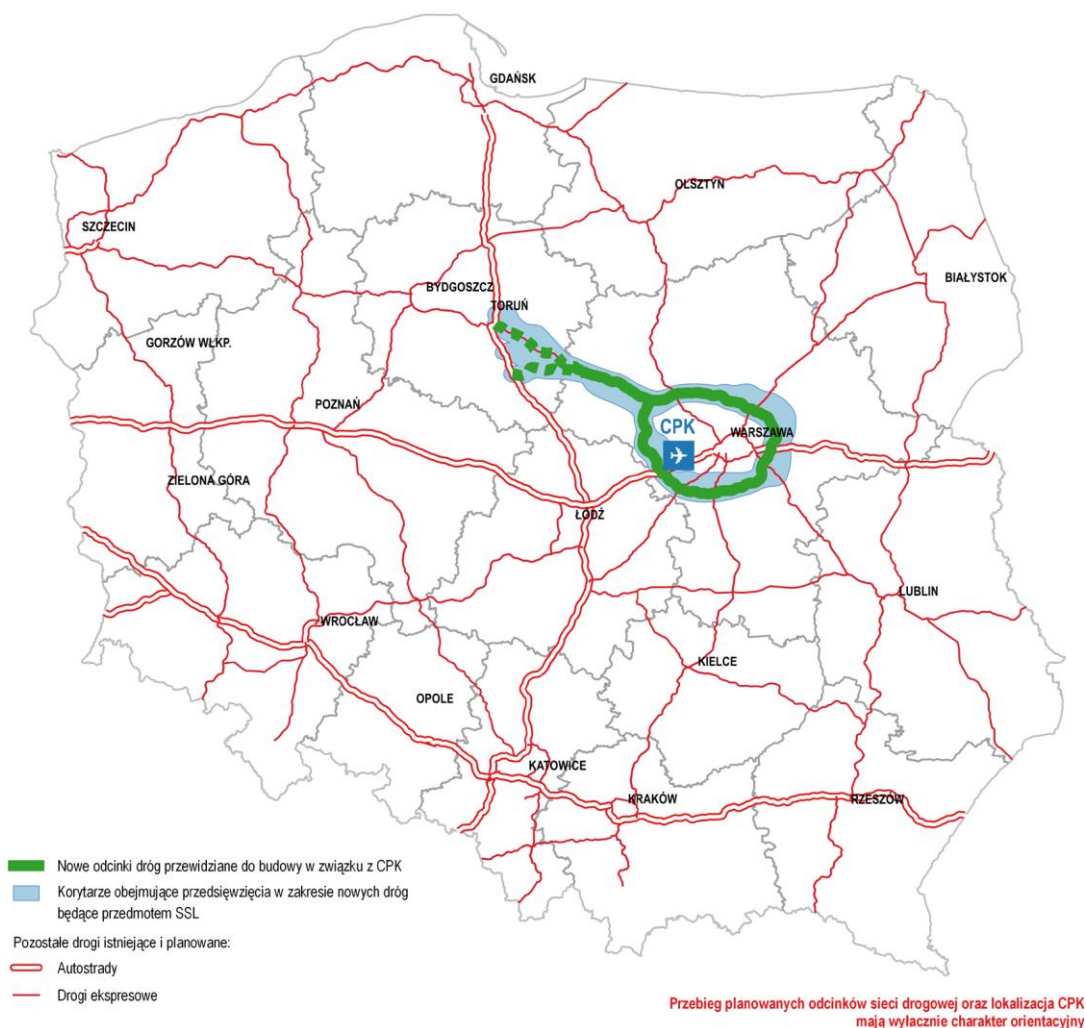 GDAŃSK
OLSZTYN
SZCZECIN
BIAŁYSTOK
BYDGOSZCZ
TORUŃ
GORZÓW WLKP.
POZNAŃ
CPK
WARSZAWA
ZIELONA GÓRA
ŁÓDŹ
LUBLIN
WROCŁAW
KIELCE
OPOLE
KATOWICE
KRAKÓW
RZESZÓW
Nowe odcinki dróg przewidziane do budowy w związku z CPK
Korytarze obejmujące przedsięwzięcia w zakresie nowych dróg
będące przedmotem SSL
Pozostałe drogi istniejące i planowane:
Autostrady
Drogi ekspresowe
Przebieg planowanych odcinków sieci drogowej oraz lokalizacja CPK
mają wyłacznie charakter orientacyjny